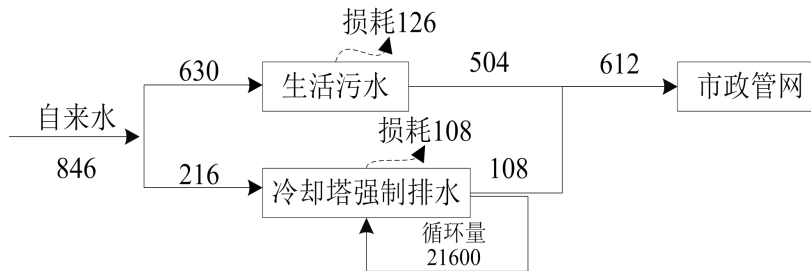 损耗126
630
生活污水
504
612
市政管网
自来水
846
损耗108
216
冷却塔强制排水
108
循环量
21600